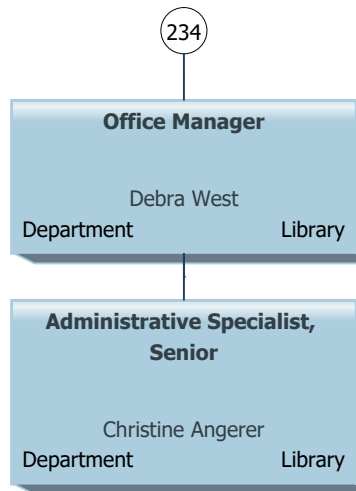 234
Office Manager
Debra West
Department Library
Administrative Specialist,
Senior
Christine Angerer
Department Library